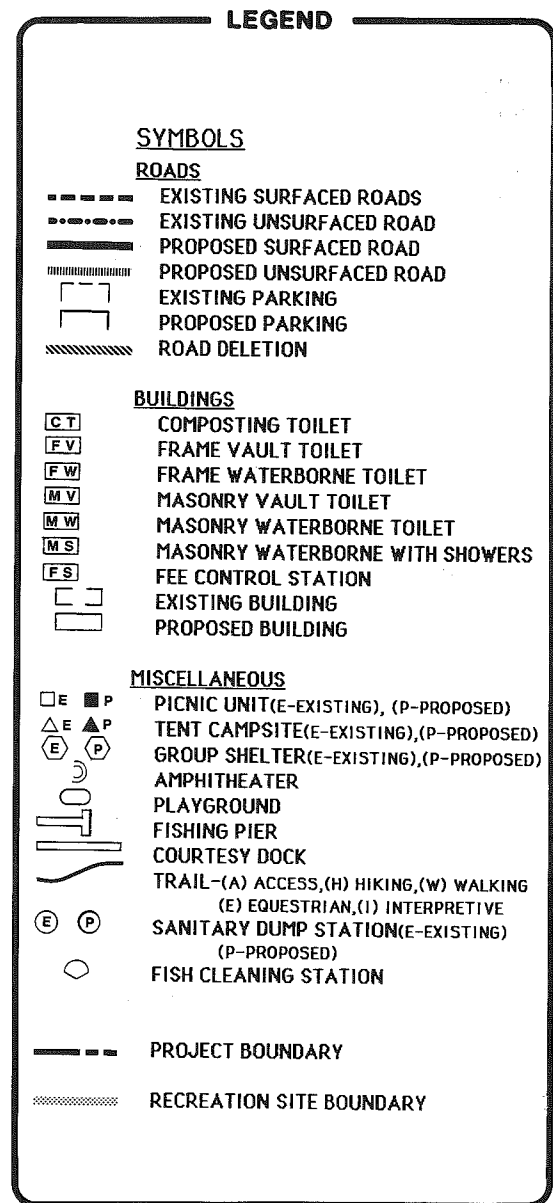 LEGEND
SYMBOLS
ROADS
EXISTING SURFACED ROADS
EXISTING UNSURFACED ROAD
PROPOSED SURFACED ROAD
PROPOSED UNSURFACED ROAD
EXISTING PARKING
PROPOSED PARKING
ROAD DELETION
BUILDINGS
CT COMPOSTING TOILET
FV FRAME VAULT TOILET
FW FRAME WATERBORNE TOILET
MV MASONRY VAULT TOILET
MW MASONRY WATERBORNE TOILET
MS MASONRY WATERBORNE WITH SHOWERS
FS FEE CONTROL STATION
EXISTING BUILDING
PROPOSED BUILDING
MISCELLANEOUS
E P PICNIC UNIT(E-EXISTING), (P-PROPOSED)
E P TENT CAMPSITE(E-EXISTING),(P-PROPOSED)
E P GROUP SHELTER(E-EXISTING),(P-PROPOSED)
AMPHITHEATER
PLAYGROUND
FISHING PIER
COURTESY DOCK
TRAIL-(A) ACCESS,(H) HIKING,(W) WALKING
(E) EQUESTRIAN,(I) INTERPRETIVE
E P SANITARY DUMP STATION(E-EXISTING)
(P-PROPOSED)
FISH CLEANING STATION
PROJECT BOUNDARY
RECREATION SITE BOUNDARY